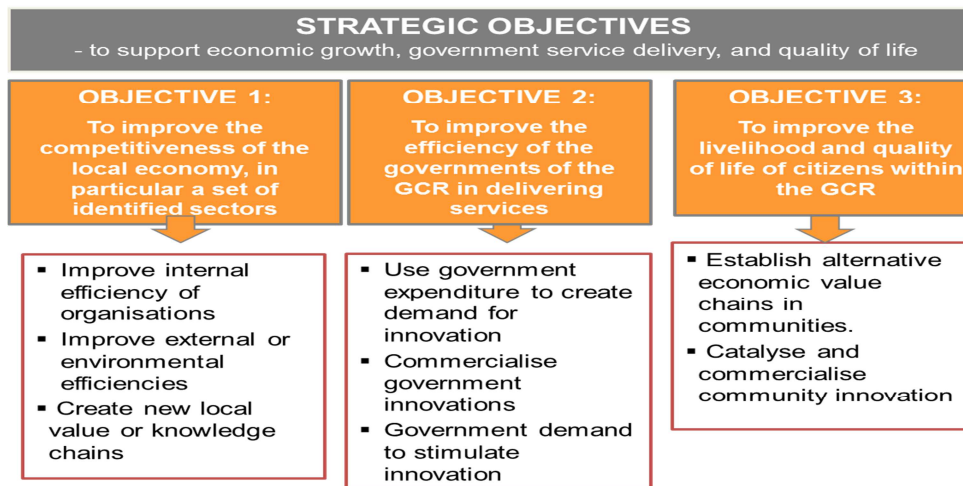 STRATEGIC OBJECTIVES
- to support economic growth, government service delivery, and quality of life
OBJECTIVE 1:
To improve the
competitiveness of the
local economy, in
particular a set of
identified sectors
▪ Improve internal
efficiency of
organisations
▪ Improve external or
environmental
efficiencies
▪ Create new local
value or knowledge
chains
OBJECTIVE 2:
To improve the
efficiency of the
governments of the
GCR in delivering
services
▪ Use government
expenditure to create
demand for
innovation
▪ Commercialise
government
innovations
▪ Government demand
to stimulate
innovation
OBJECTIVE 3:
To improve the
livelihood and quality
of life of citizens within
the GCR
▪ Establish alternative
economic value
chains in
communities.
▪ Catalyse and
commercialise
community innovation